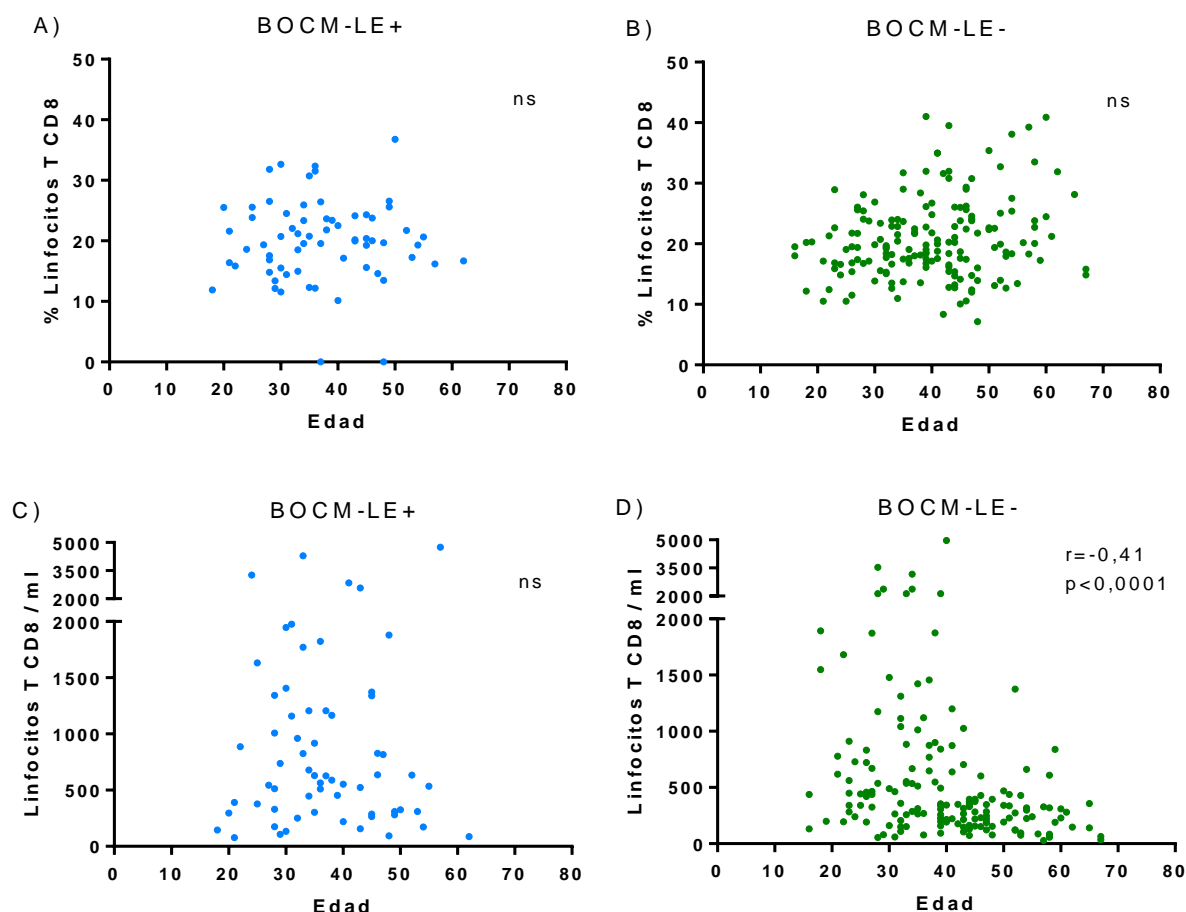 A)
BOCM-LE+
ns
% Linfocitos T CD8
50
40
30
20
10
0
0 10 20 30 40 50 60 70 80
Edad
B)
BOCM-LE-
ns
% Linfocitos T CD8
50
40
30
20
10
0
0 10 20 30 40 50 60 70 80
Edad
C)
BOCM-LE+
ns
Linfocitos T CD8/ml
5000
3500
2000
2000
1500
1000
500
0
0 10 20 30 40 50 60 70 80
Edad
D)
BOCM-LE-
r=-0,41
p<0,0001
Linfocitos T CD8/ml
5000
3500
2000
2000
1500
1000
500
0
0 10 20 30 40 50 60 70 80
Edad